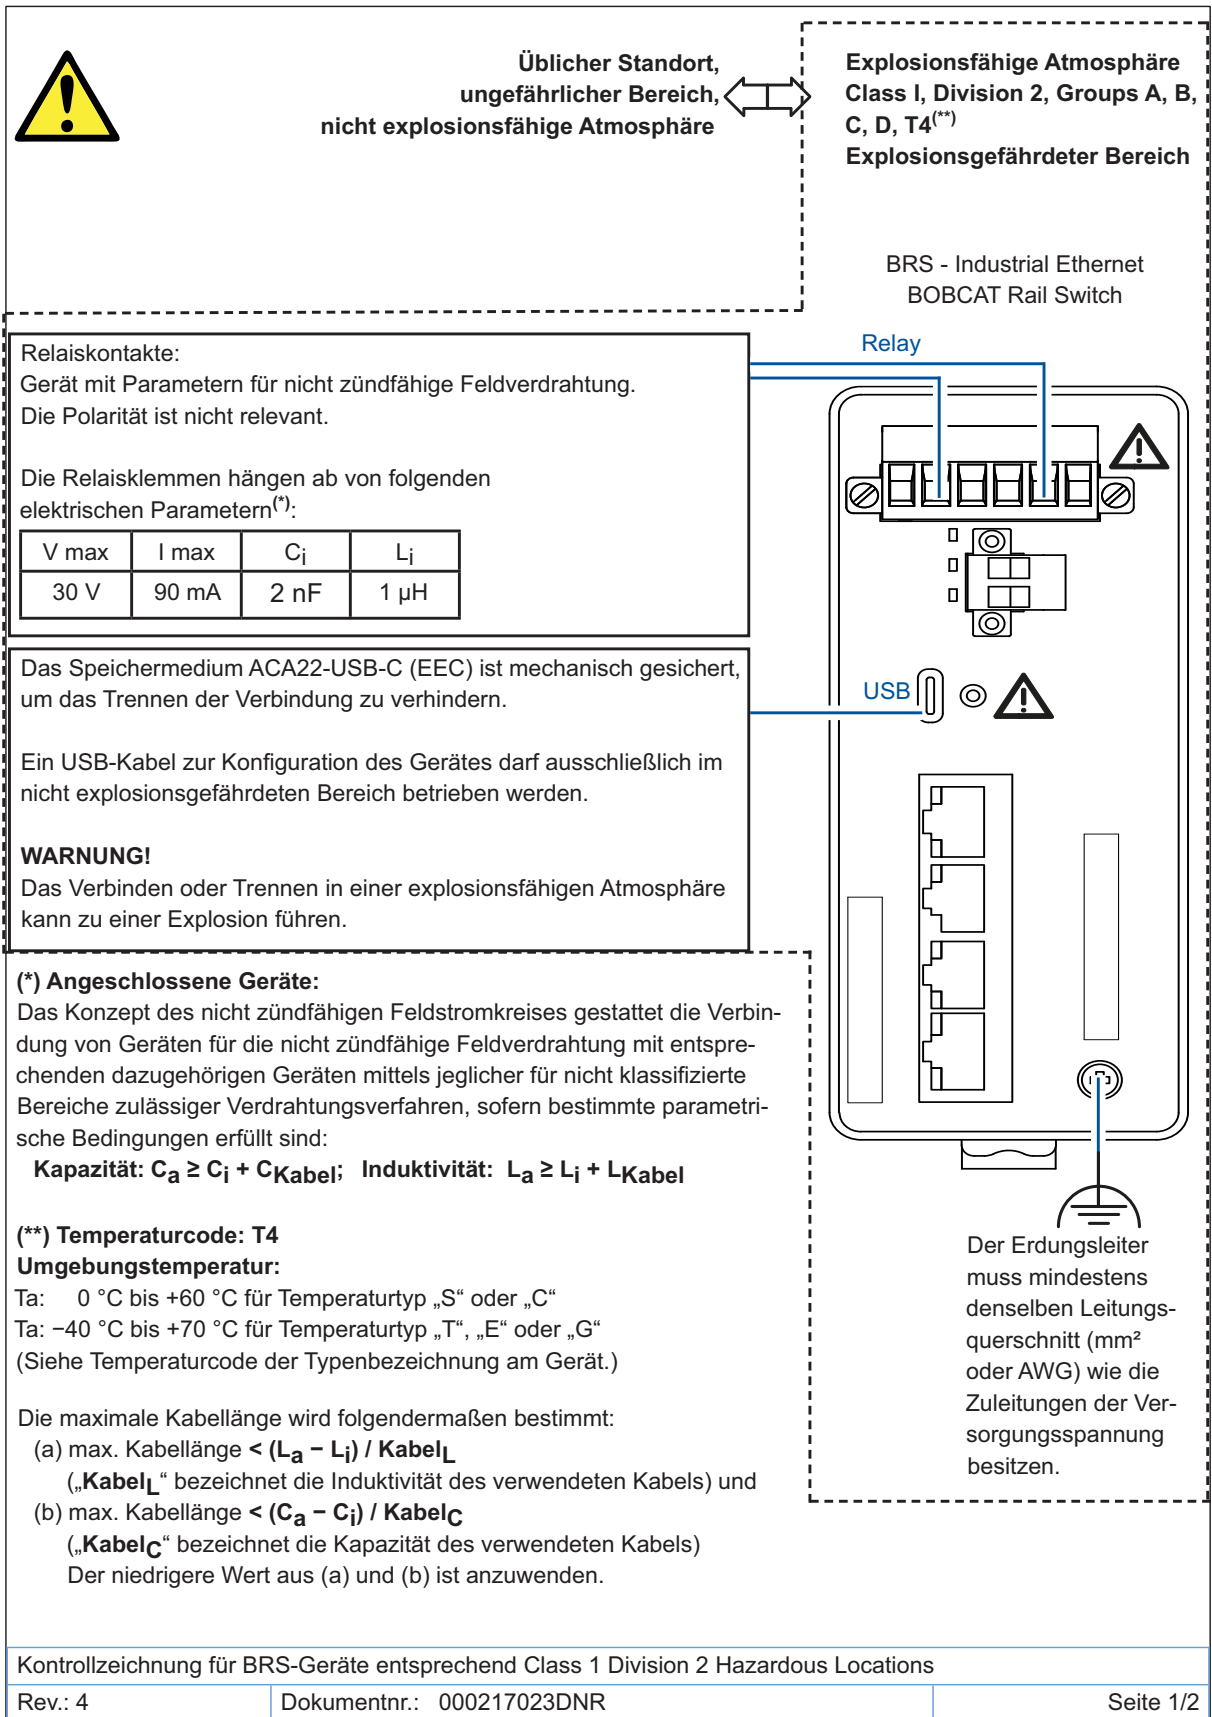 Üblicher Standort,
ungefährlicher Bereich,
nicht explosionsfähige Atmosphäre
Explosionsfähige Atmosphäre
Class I, Division 2, Groups A, B,
C, D, T4(**)
Explosionsgefährdeter Bereich
BRS - Industrial Ethernet
BOBCAT Rail Switch
Relaiskontakte:
Gerät mit Parametern für nicht zündfähige Feldverdrahtung.
Die Polarität ist nicht relevant.
Die Relaisklemmen hängen ab von folgenden
elektrischen Parametern(*):
V max I max Ci Li
30 V 90 mA 2 nF 1 µH
Relay
Das Speichermedium ACA22-USB-C (EEC) ist mechanisch gesichert,
um das Trennen der Verbindung zu verhindern.
Ein USB-Kabel zur Konfiguration des Gerätes darf ausschließlich im
nicht explosionsgefährdeten Bereich betrieben werden.
WARNUNG!
Das Verbinden oder Trennen in einer explosionsfähigen Atmosphäre
kann zu einer Explosion führen.
USB
(*) Angeschlossene Geräte:
Das Konzept des nicht zündfähigen Feldstromkreises gestattet die Verbin-
dung von Geräten für die nicht zündfähige Feldverdrahtung mit entspre-
chenden dazugehörigen Geräten mittels jeglicher für nicht klassifizierte
Bereiche zulässiger Verdrahtungsverfahren, sofern bestimmte parametri-
sche Bedingungen erfüllt sind:
Kapazität: Ca ≥ Ci + CKabel; Induktivität: La ≥ Li + LKabel
(**) Temperaturcode: T4
Umgebungstemperatur:
Ta: 0 °C bis +60 °C für Temperaturtyp „S“ oder „C“
Ta: −40 °C bis +70 °C für Temperaturtyp „T“, „E“ oder „G“
(Siehe Temperaturcode der Typenbezeichnung am Gerät.)
Die maximale Kabellänge wird folgendermaßen bestimmt:
(a) max. Kabellänge < (La − Li) / KabelL
(„KabelL“ bezeichnet die Induktivität des verwendeten Kabels) und
(b) max. Kabellänge < (Ca − Ci) / KabelC
(„KabelC“ bezeichnet die Kapazität des verwendeten Kabels)
Der niedrigere Wert aus (a) und (b) ist anzuwenden.
Der Erdungsleiter
muss mindestens
denselben Leitungs-
querschnitt (mm²
oder AWG) wie die
Zuleitungen der Ver-
sorgungsspannung
besitzen.
Kontrollzeichnung für BRS-Geräte entsprechend Class 1 Division 2 Hazardous Locations
Rev.: 4 Dokumentnr.: 000217023DNR Seite 1/2